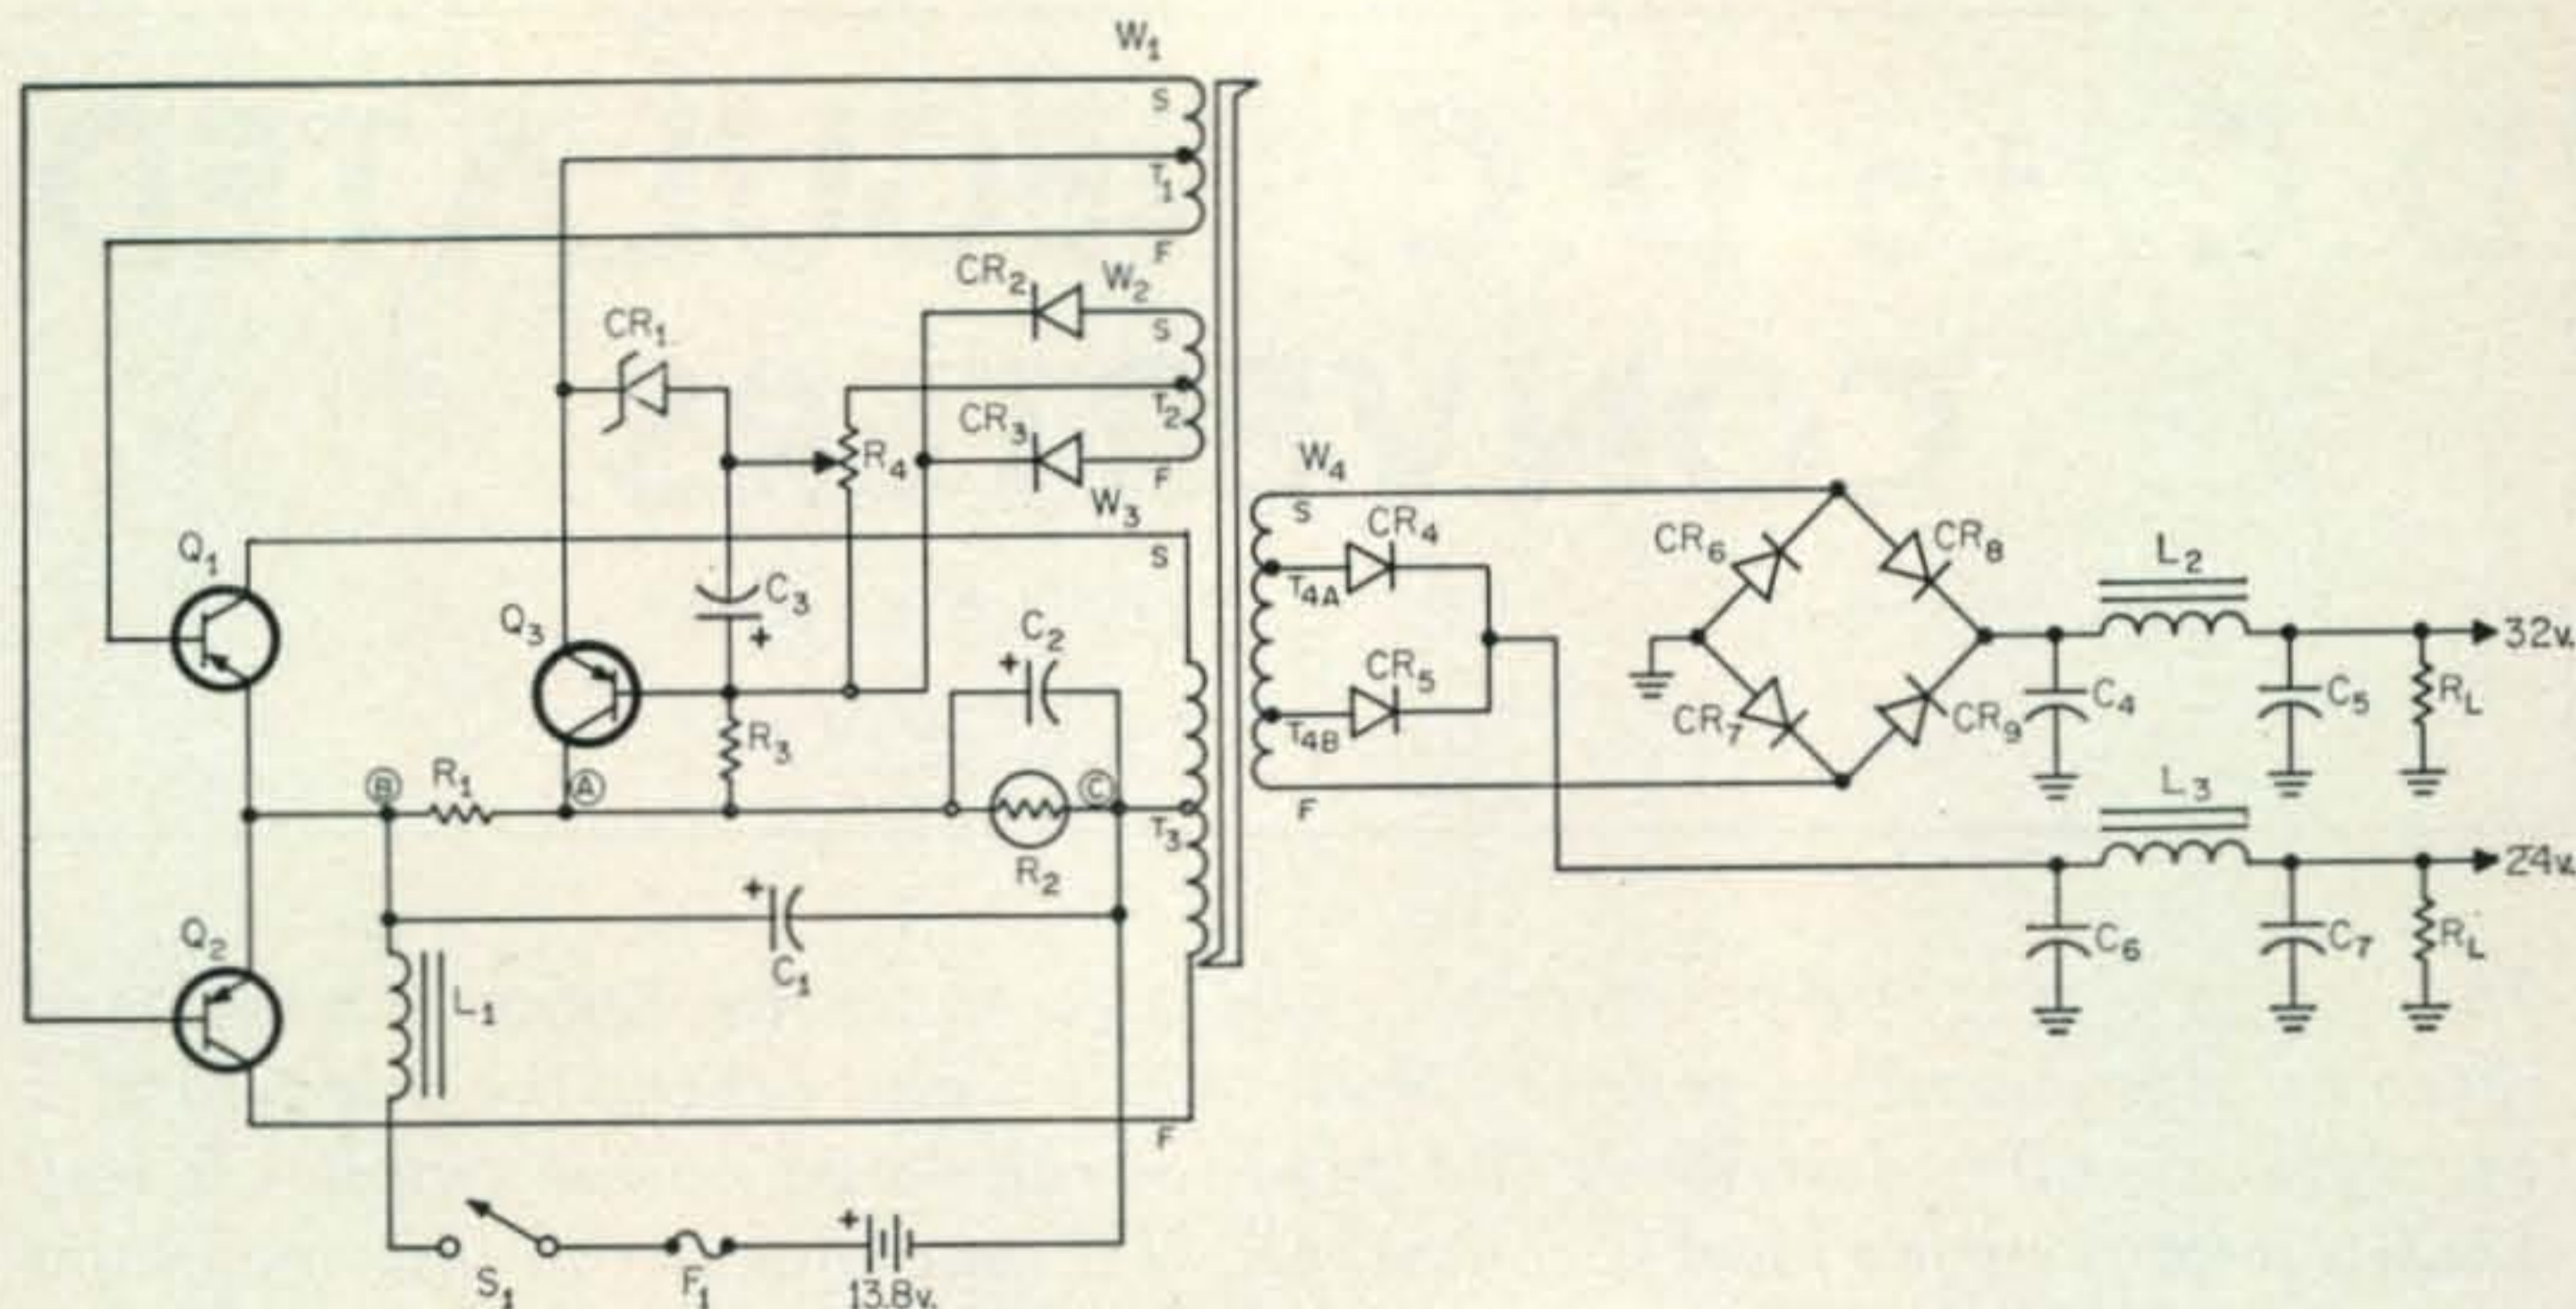 W1
S
T1
F
CR2
W2
S
CR1
T2
CR3
R4
F
W3
S
Q1
Q3
C3
+
C2
+
R3
B
R1
A
C
T3
R2
+
C1
Q2
L1
F
S1
F1
+
13.8v.
W4
S
CR4
T4A
CR5
T4B
F
CR6
CR8
CR7
CR9
L2
32v.
C4
C5
RL
L3
24v.
C6
C7
RL